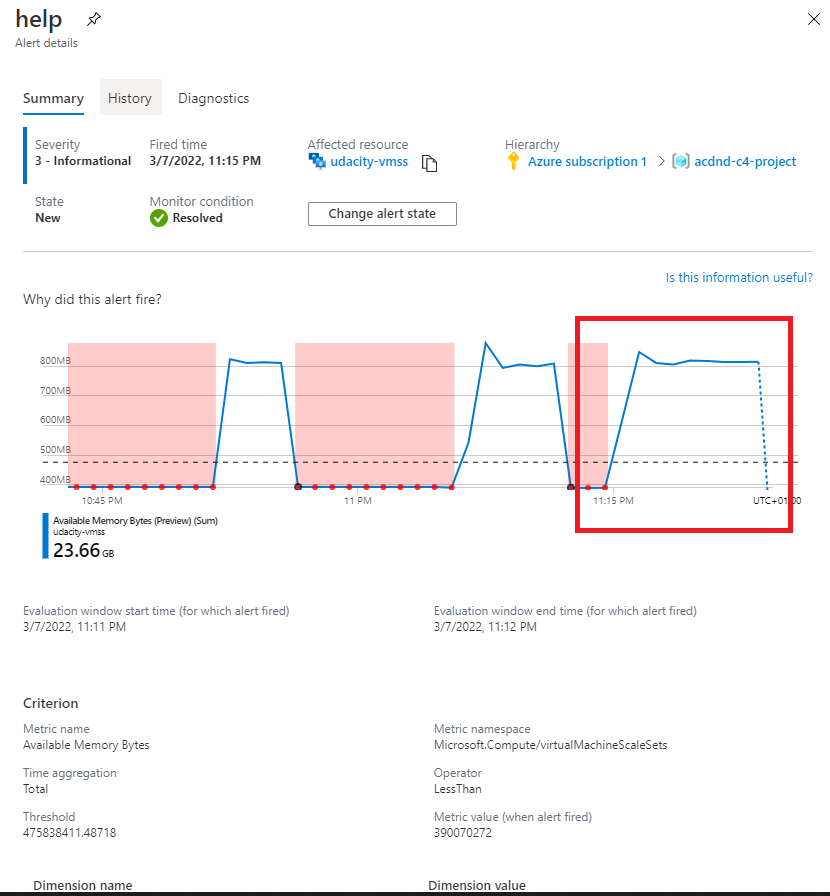 help
Alert details
Summary History Diagnostics
Severity Fired time Affected resource Hierarchy
3 - Informational 3/7/2022, 11:15 PM udacity-vmss Azure subscription 1 > acdnd-c4-project
State Monitor condition
New Resolved Change alert state
Is this information useful?
Why did this alert fire?
800MB
700MB
600MB
500MB
400MB
10:45 PM 11 PM 11:15 PM UTC+01:00
Available Memory Bytes (Preview) (Sum)
udacity-vmss
23.66 GB
Evaluation window start time (for which alert fired) Evaluation window end time (for which alert fired)
3/7/2022, 11:11 PM 3/7/2022, 11:12 PM
Criterion
Metric name Metric namespace
Available Memory Bytes Microsoft.Compute/virtualMachineScaleSets
Time aggregation Operator
Total LessThan
Threshold Metric value (when alert fired)
475838411.48718 390070272
Dimension name Dimension value